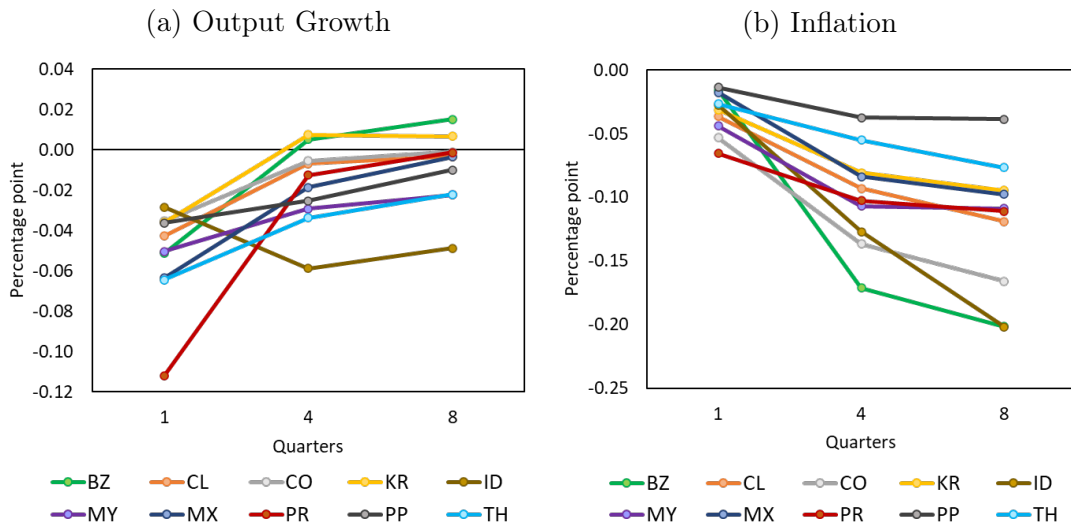 (a) Output Growth
0.04
0.02
0.00
-0.02
-0.04
-0.06
-0.08
-0.10
-0.12
Percentage point
1 4 8
Quarters
BZ CL CO KR ID
MY MX PR PP TH
(b) Inflation
0.00
-0.05
-0.10
-0.15
-0.20
-0.25
Percentage point
1 4 8
Quarters
BZ CL CO KR ID
MY MX PR PP TH